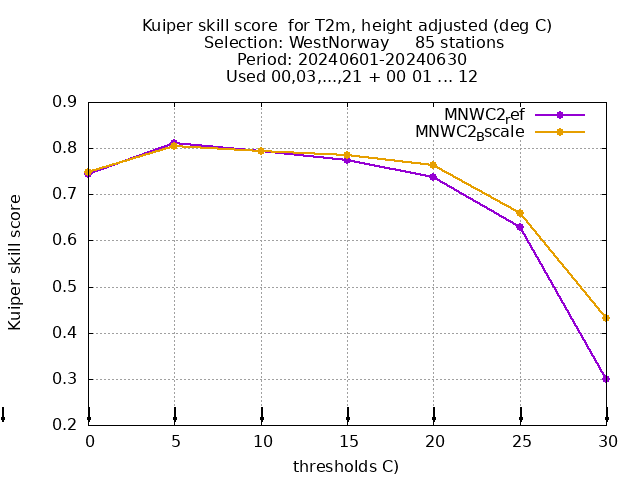 Kuiper skill score  for T2m, height adjusted (deg C)
Selection: WestNorway     85 stations
Period: 20240601-20240630
Used 00,03,...,21 + 00 01 ... 12
MNWC2ref
MNWC2Bscale
0.9
0.8
0.7
0.6
0.5
0.4
0.3
0.2
Kuiper skill score
0 5 10 15 20 25 30
thresholds C)